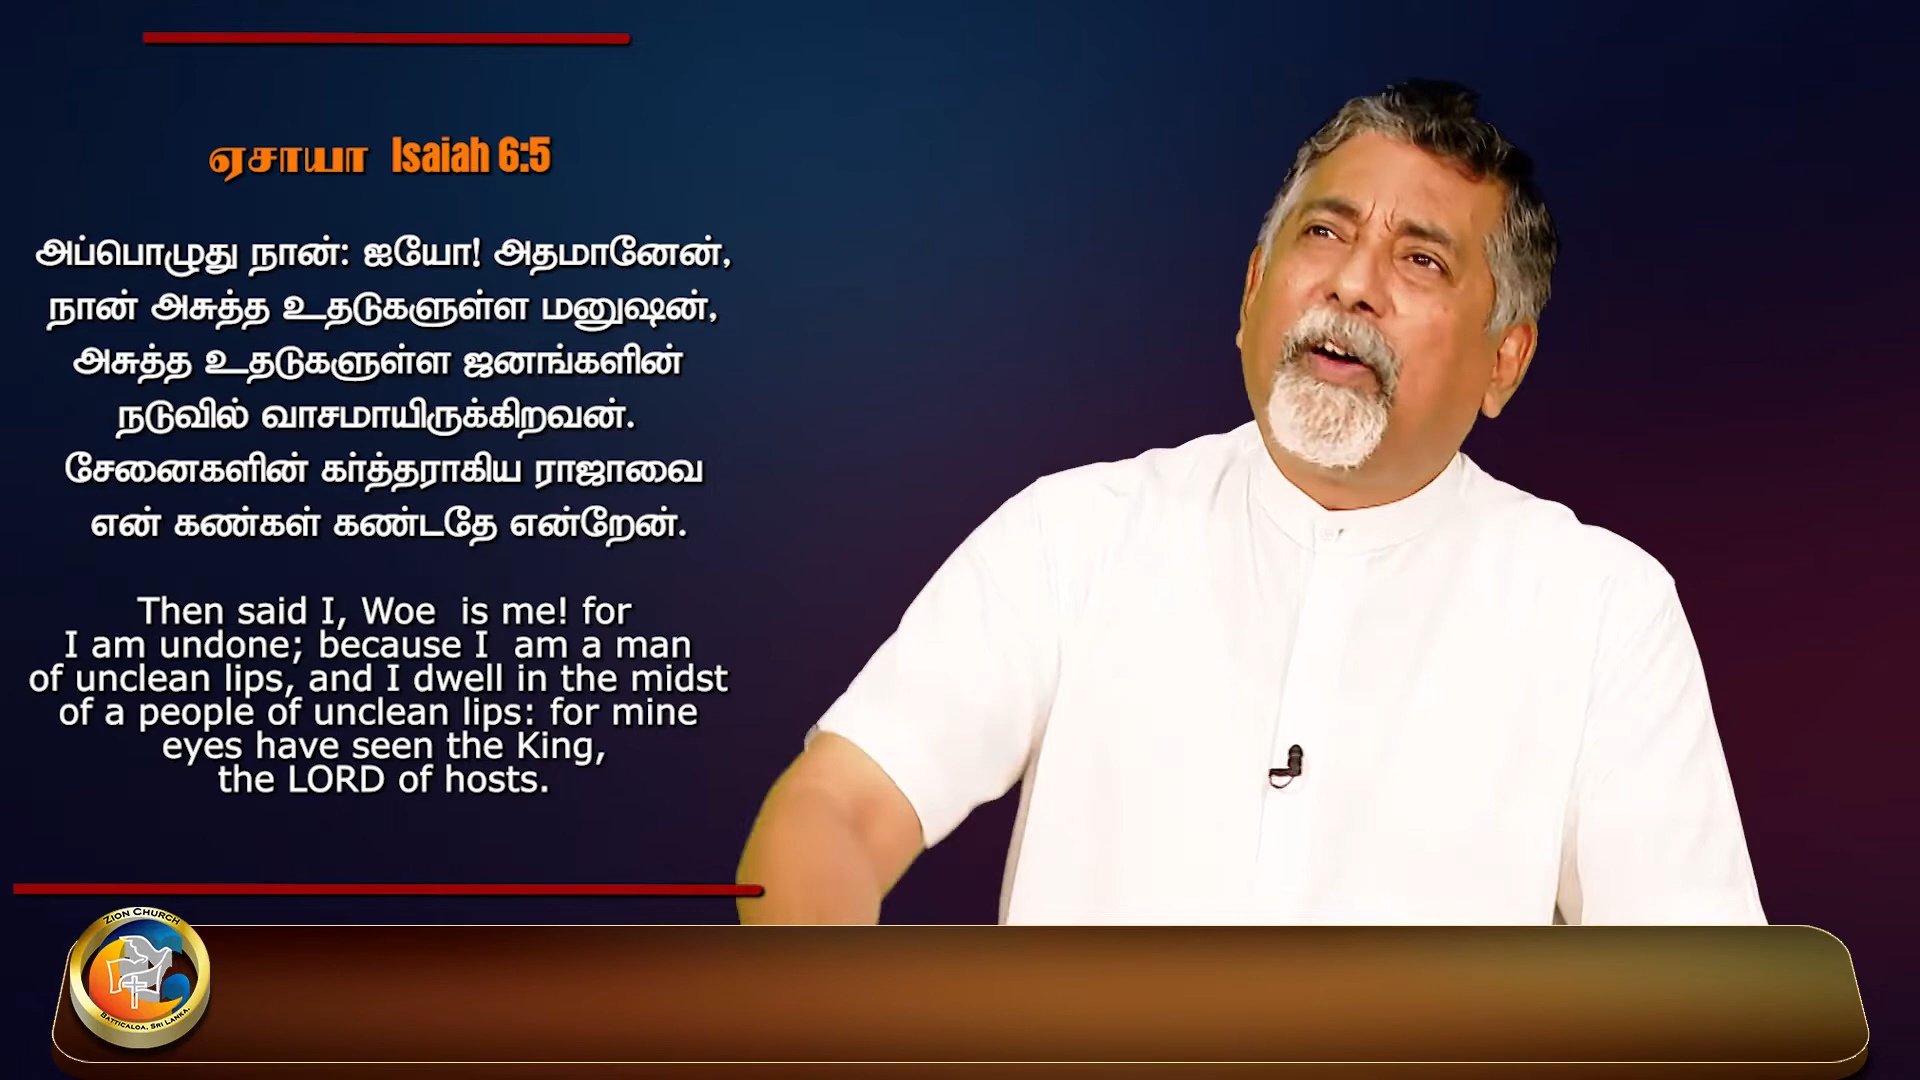 ஏசாயா Isaiah 6:5
அப்பொழுது நான்: ஐயோ! அதமானேன்,
நான் அசுத்த உதடுகளுள்ள மனுஷன்,
அசுத்த உதடுகளுள்ள ஜனங்களின்
நடுவில் வாசமாயிருக்கிறவன்.
சேனைகளின் கர்த்தராகிய ராஜாவை
என் கண்கள் கண்டதே என்றேன்.
Then said I, Woe is me! for
I am undone; because I am a man
of unclean lips, and I dwell in the midst
of a people of unclean lips: for mine
eyes have seen the King,
the LORD of hosts.
ZION CHURCH
BATTICALOA, SRI LANKA.